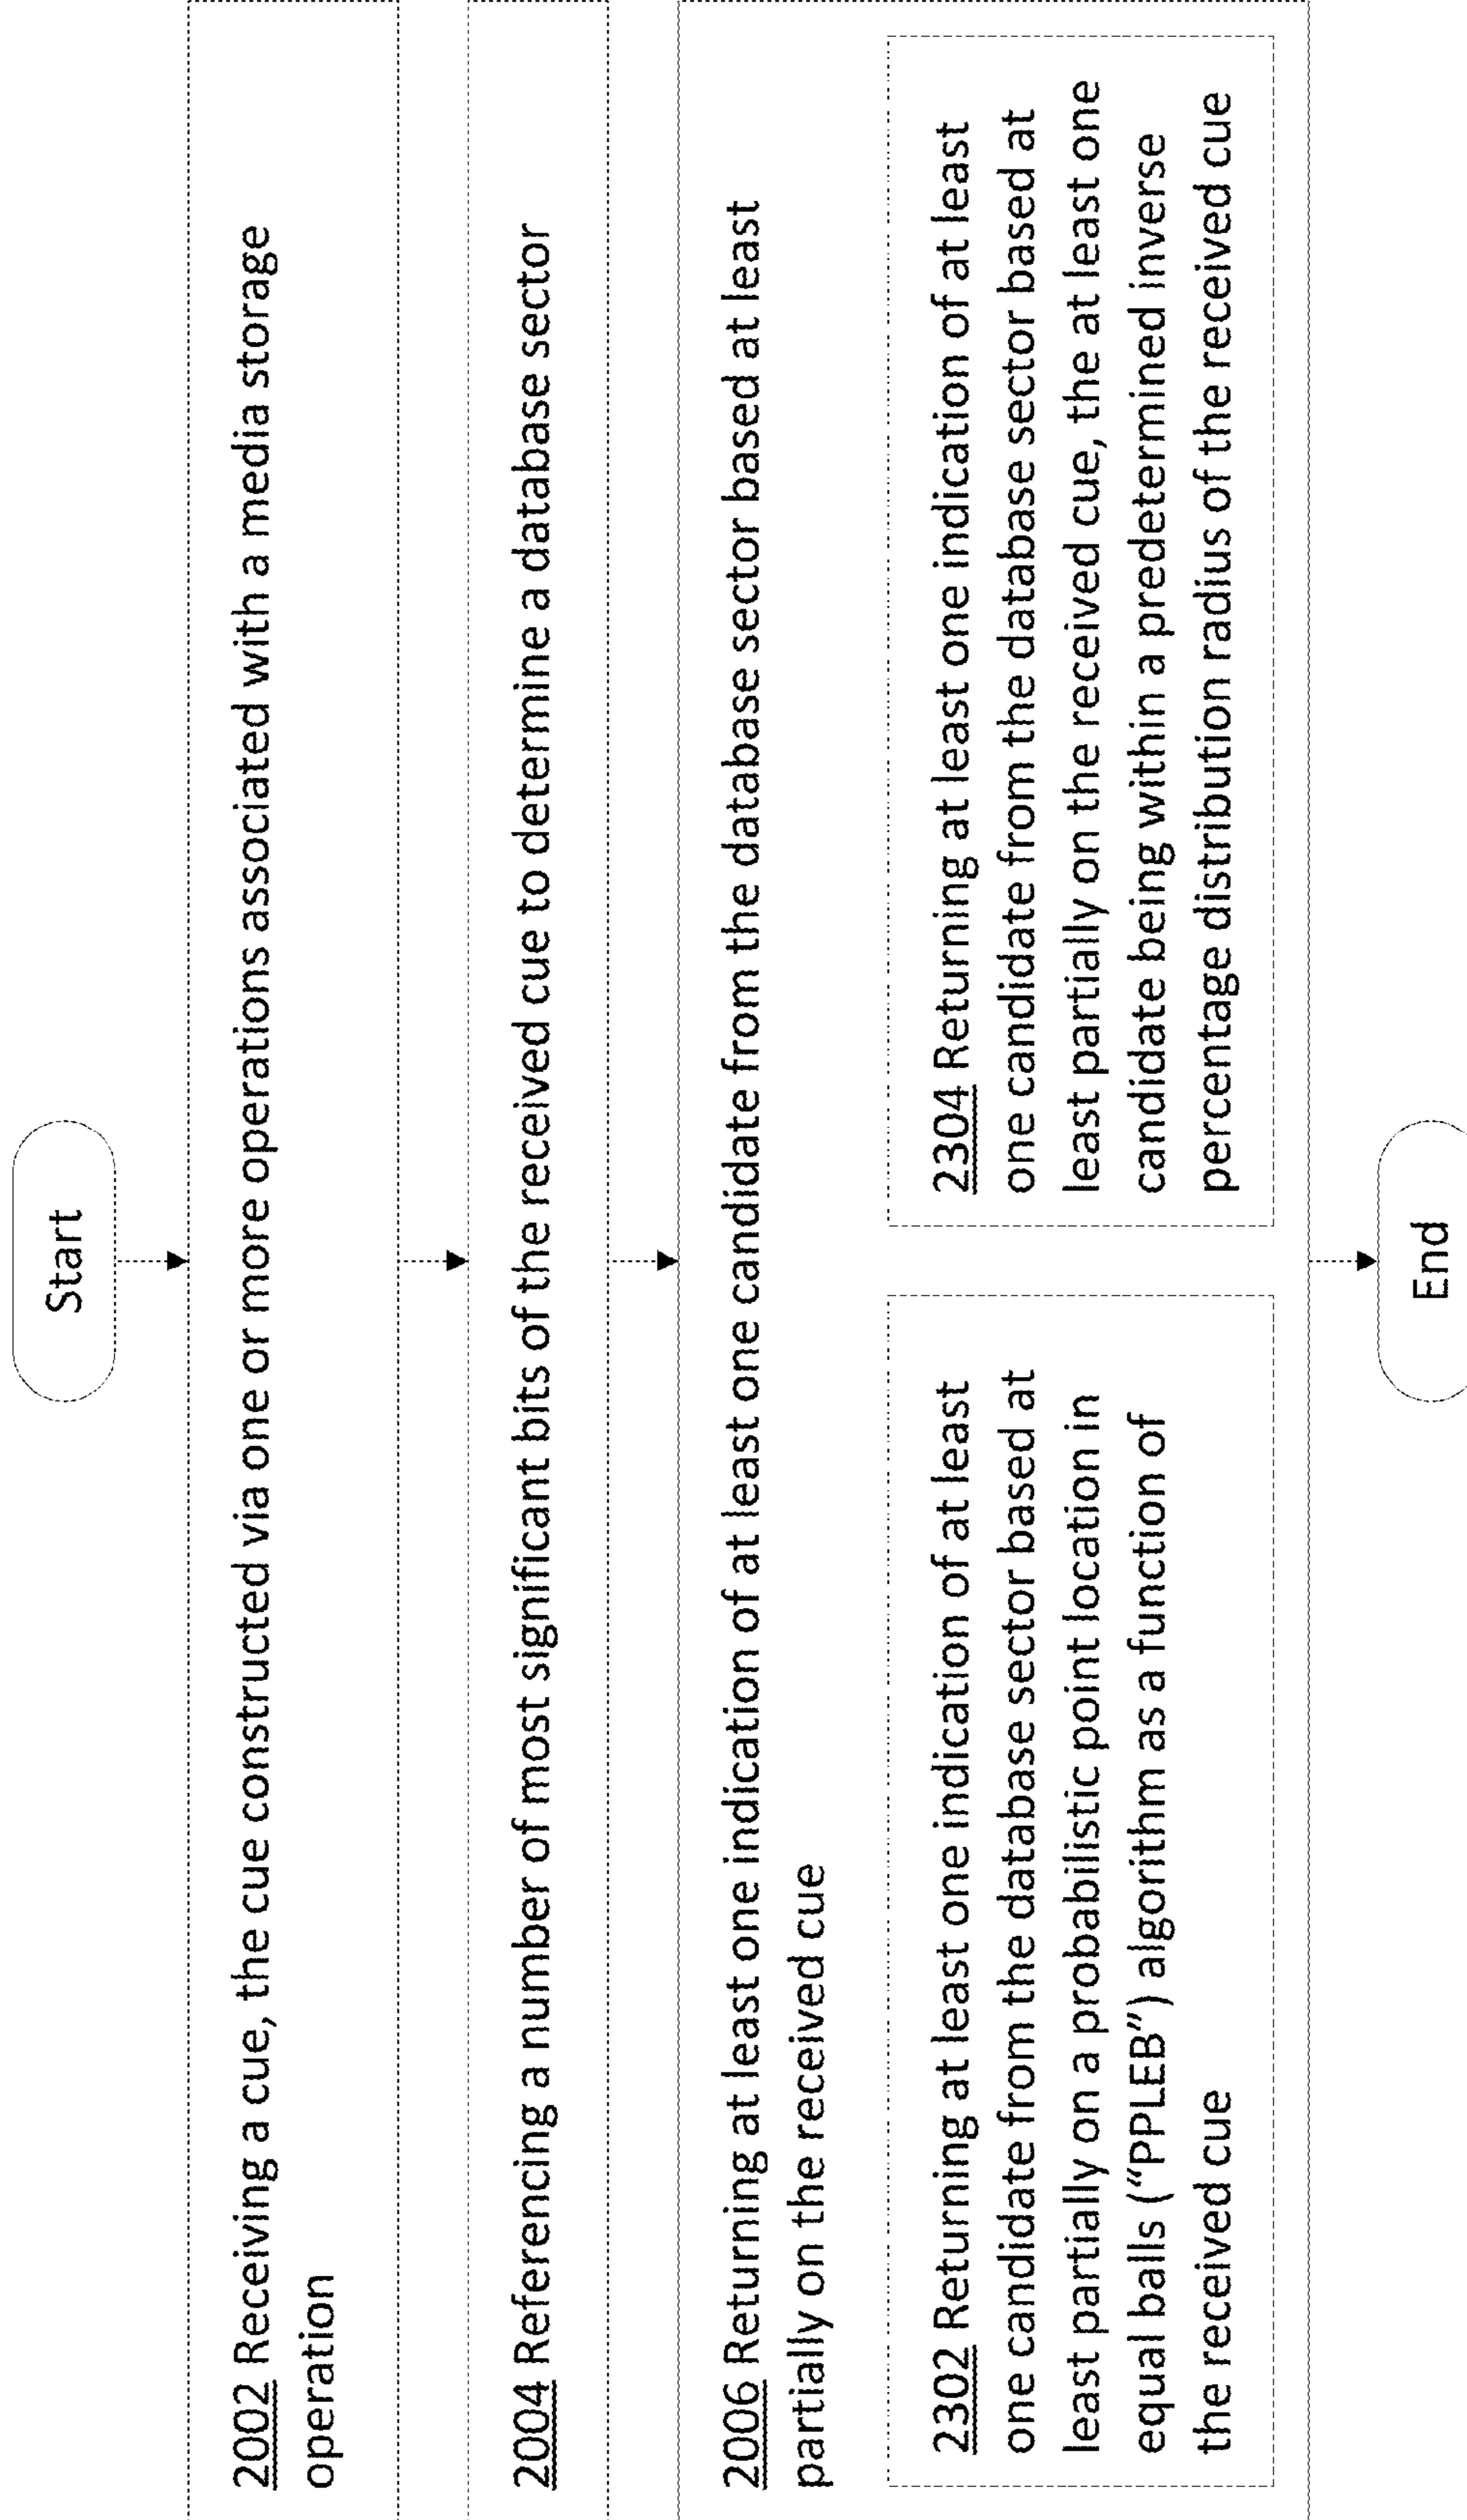 Start
2002 Receiving a cue, the cue constructed via one or more operations associated with a media storage
operation
2004 Referencing a number of most significant bits of the received cue to determine a database sector
2006 Returning at least one indication of at least one candidate from the database sector based at least
partially on the received cue
2302 Returning at least one indication of at least
one candidate from the database sector based at
least partially on a probabilistic point location in
equal balls (“PPLEB”) algorithm as a function of
the received cue
2304 Returning at least one indication of at least
one candidate from the database sector based at
least partially on the received cue, the at least one
candidate being within a predetermined inverse
percentage distribution radius of the received cue
End